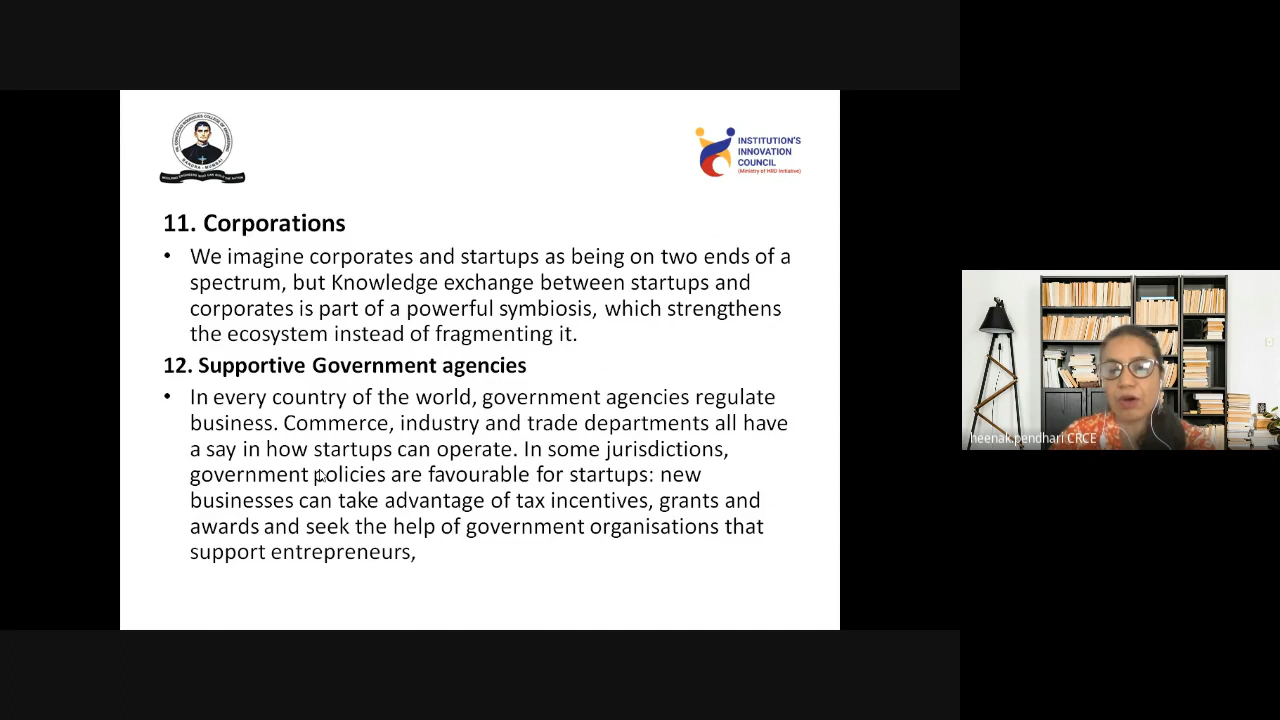 INSTITUTION'S
INNOVATION
COUNCIL
(Ministry of HRD Initiative)
11. Corporations
• We imagine corporates and startups as being on two ends of a
spectrum, but Knowledge exchange between startups and
corporates is part of a powerful symbiosis, which strengthens
the ecosystem instead of fragmenting it.
12. Supportive Government agencies
• In every country of the world, government agencies regulate
business. Commerce, industry and trade departments all have
a say in how startups can operate. In some jurisdictions,
government policies are favourable for startups: new
businesses can take advantage of tax incentives, grants and
awards and seek the help of government organisations that
support entrepreneurs,
heenak.pendhari CRCE